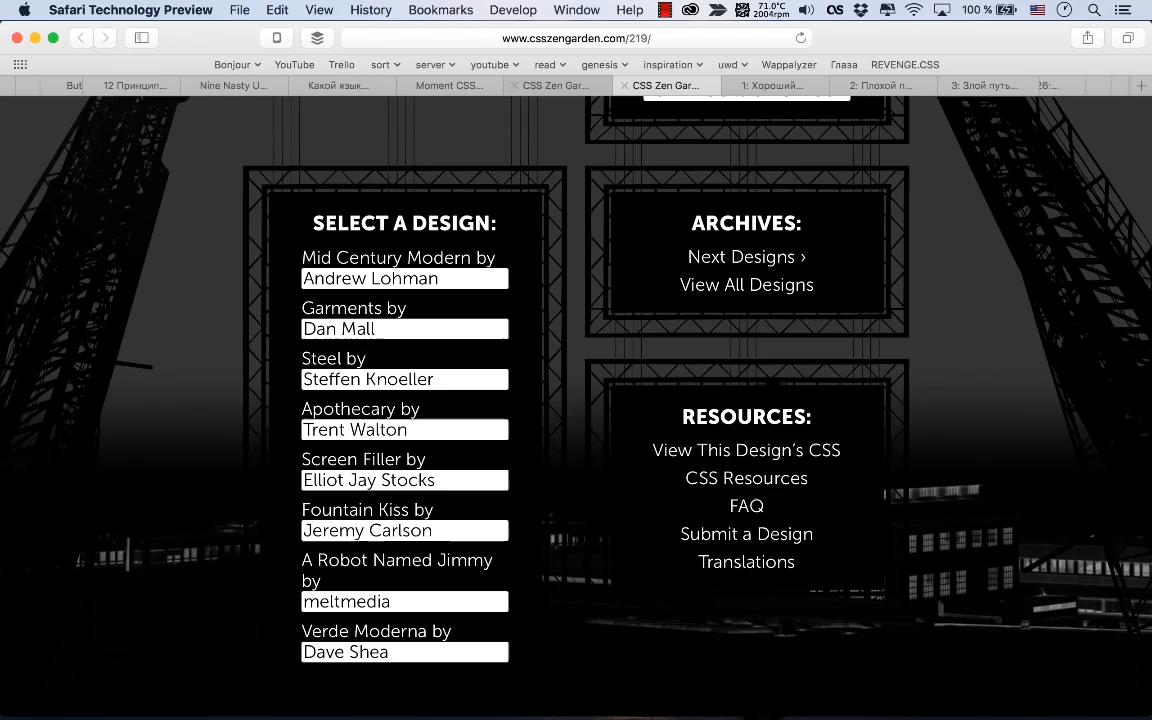 Safari Technology Preview File Edit View History Bookmarks Develop Window Help 71.0°C 2004rpm 100 %
www.csszengarden.com/219/
Bonjour YouTube Trello sort server youtube read genesis inspiration uwd Wappalyzer Глаза REVENGE.CSS
But 12 Принцип... Nine Nasty U... Какой язык... Moment CSS... CSS Zen Gar... CSS Zen Gar... 1: Хороший... 2: Плохой п... 3: Злой путь...
SELECT A DESIGN:
Mid Century Modern by
Andrew Lohman
Garments by
Dan Mall
Steel by
Steffen Knoeller
Apothecary by
Trent Walton
Screen Filler by
Elliot Jay Stocks
Fountain Kiss by
Jeremy Carlson
A Robot Named Jimmy
by
meltmedia
Verde Moderna by
Dave Shea
ARCHIVES:
Next Designs ›
View All Designs
RESOURCES:
View This Design’s CSS
CSS Resources
FAQ
Submit a Design
Translations